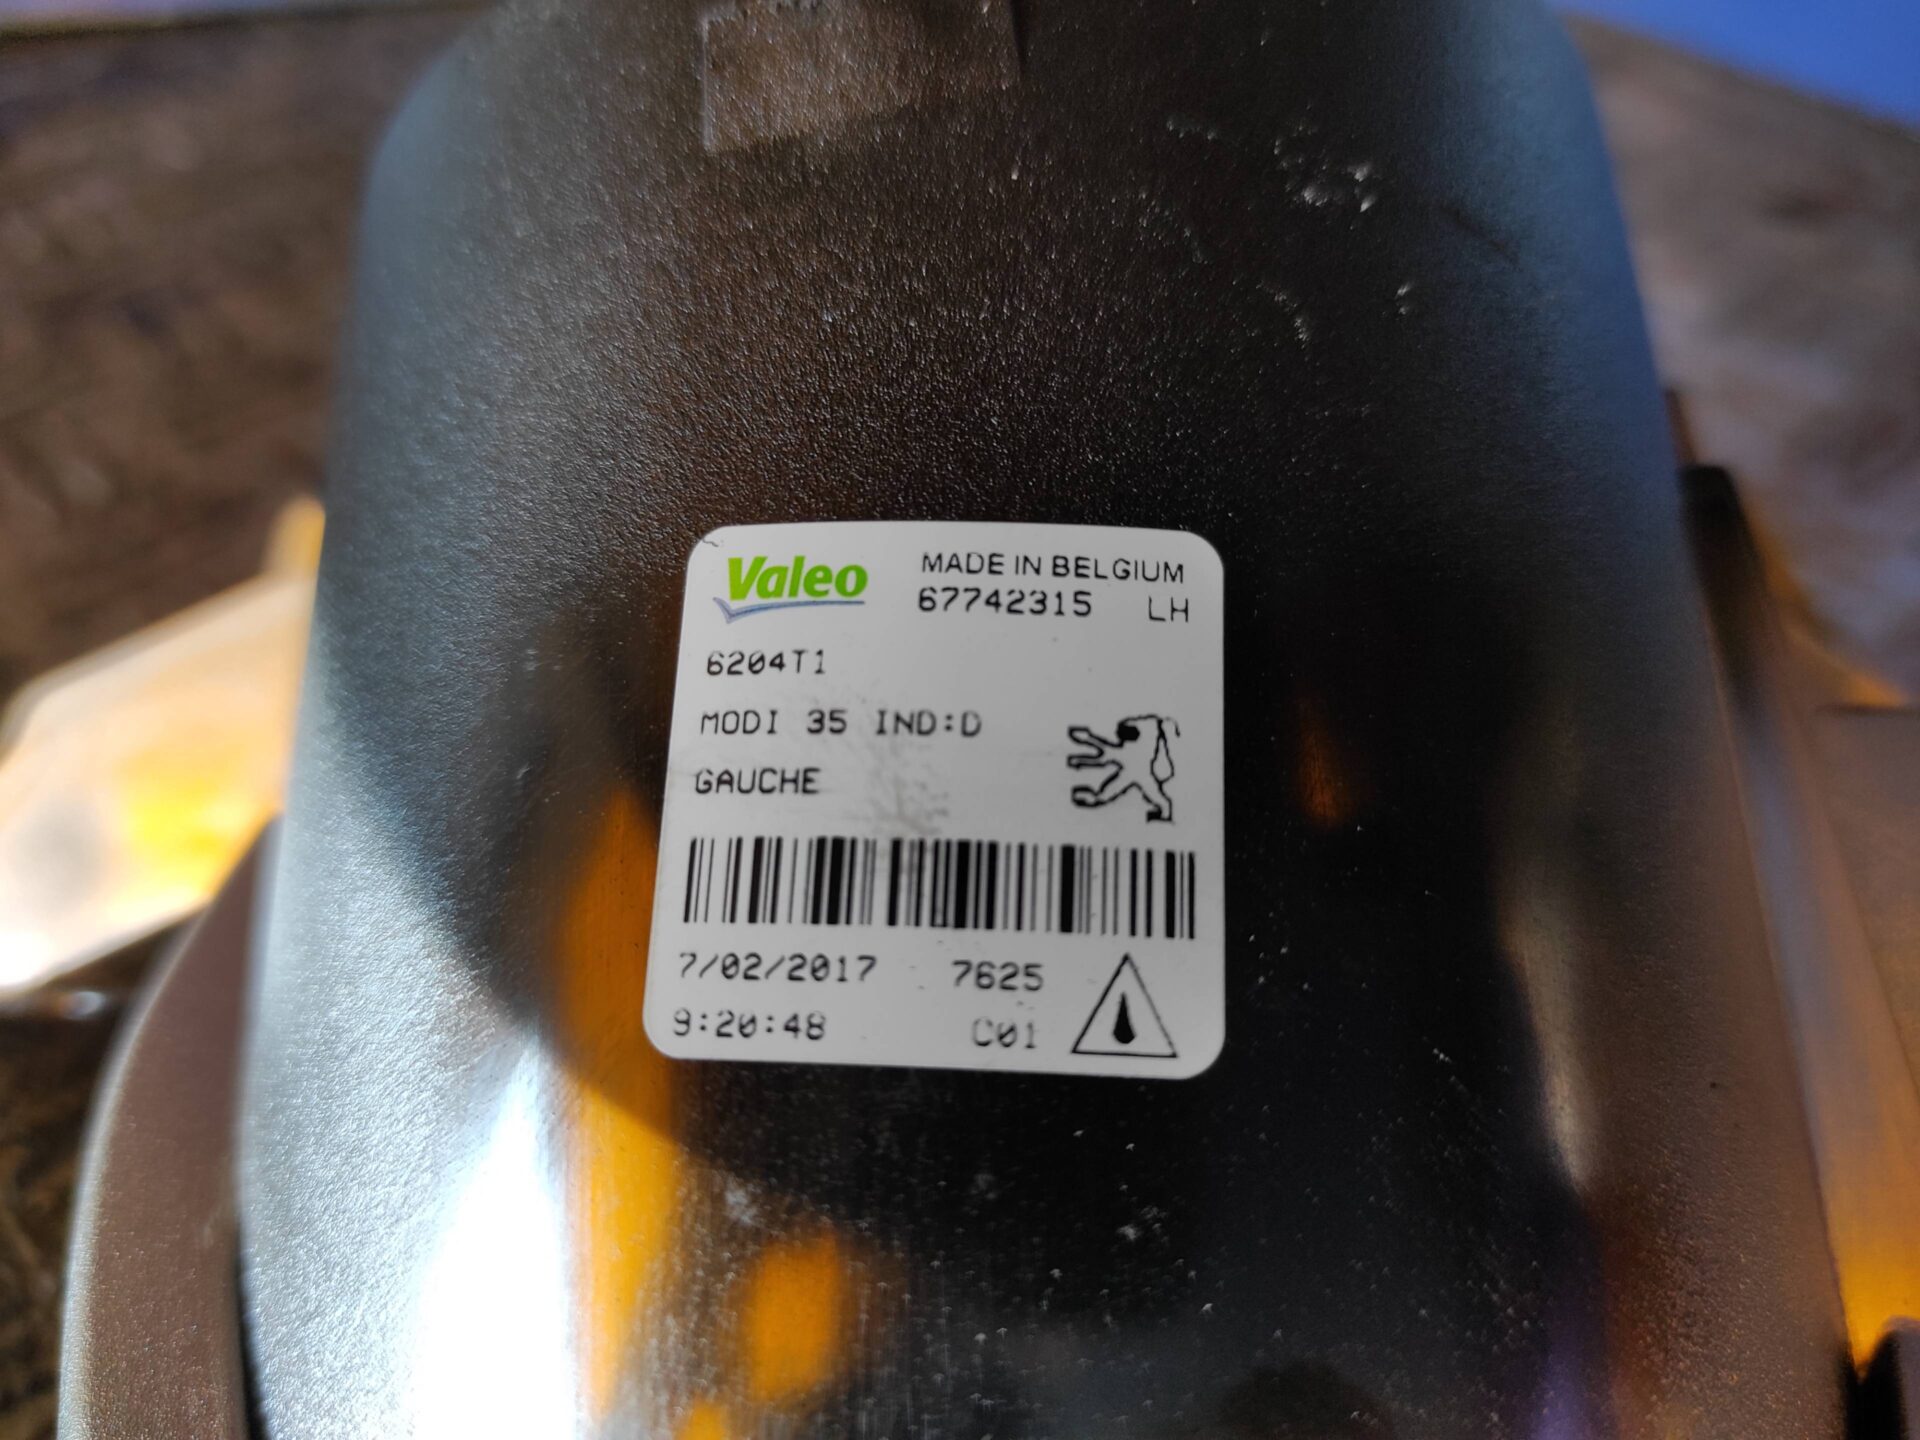 Valeo
MADE IN BELGIUM
67742315 LH
6204T1
MODI 35 IND:D
GAUCHE
7/02/2017 7625
9:20:48 C01